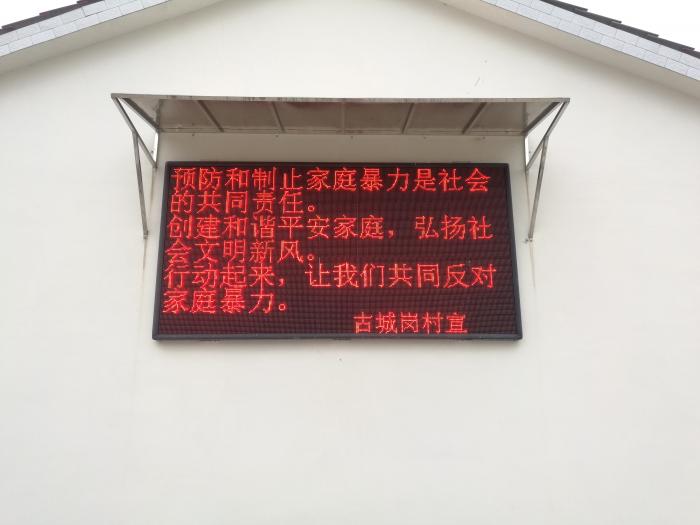 预防和制止家庭暴力是社会
的共同责任。
创建和谐平安家庭，弘扬社
会文明新风。
行动起来，让我们共同反对
家庭暴力。
古城岗村宣